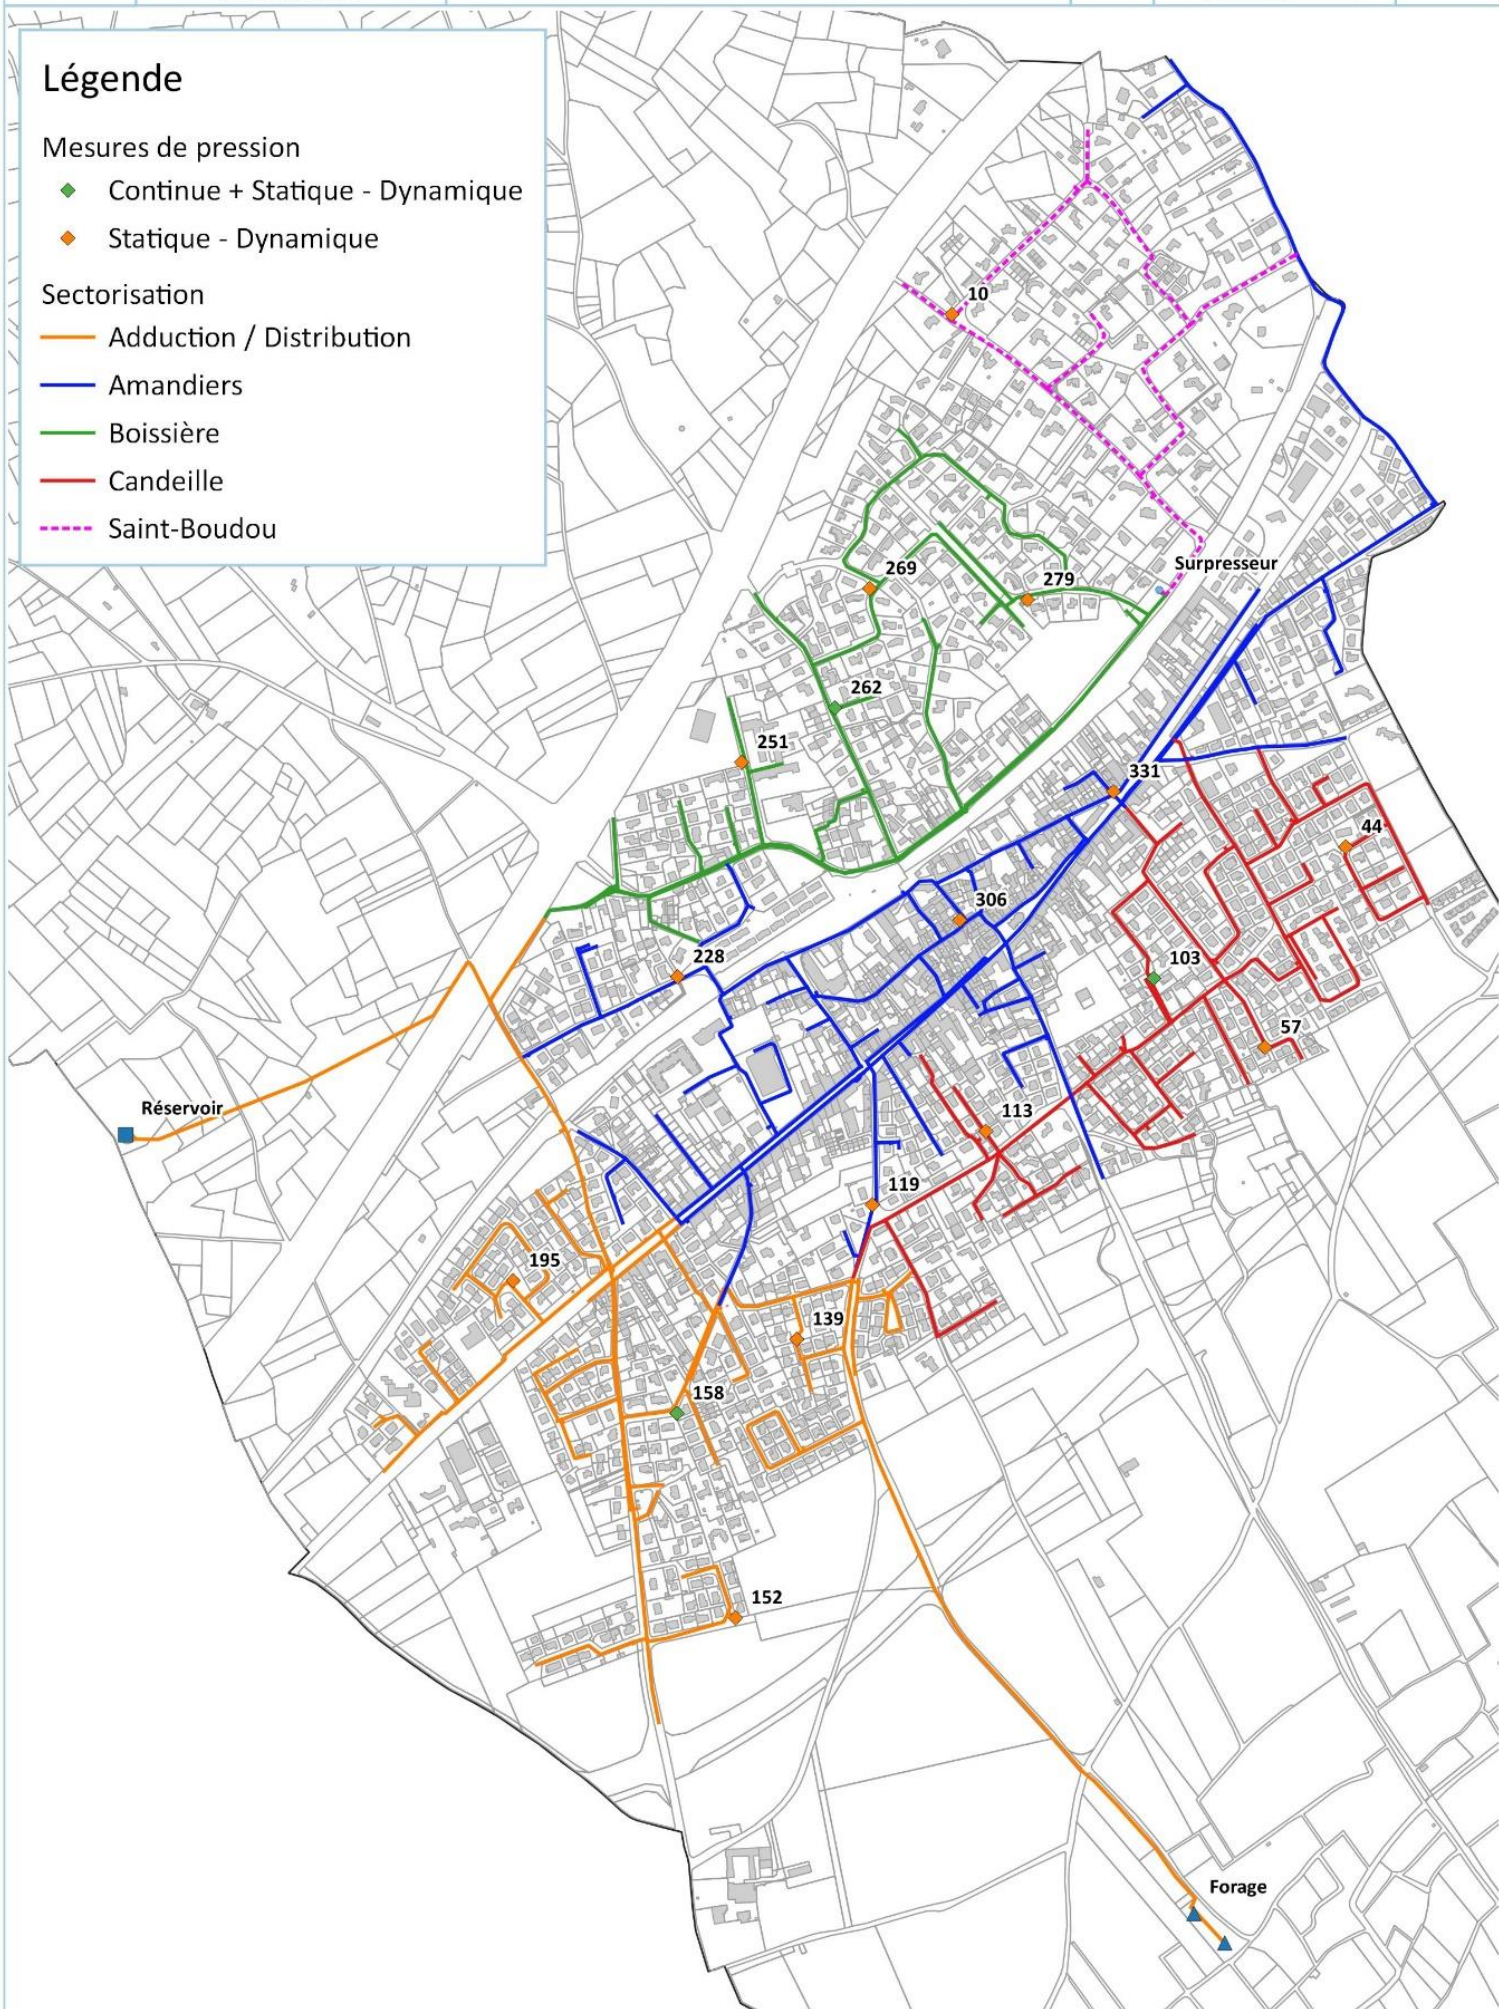 Légende
Mesures de pression
Continue + Statique - Dynamique
Statique - Dynamique
Sectorisation
Adduction / Distribution
Amandiers
Boissière
Candeille
Saint-Boudou
10
Surpresseur
269
279
262
251
331
44
306
228
103
57
Réservoir
113
119
195
139
158
152
Forage